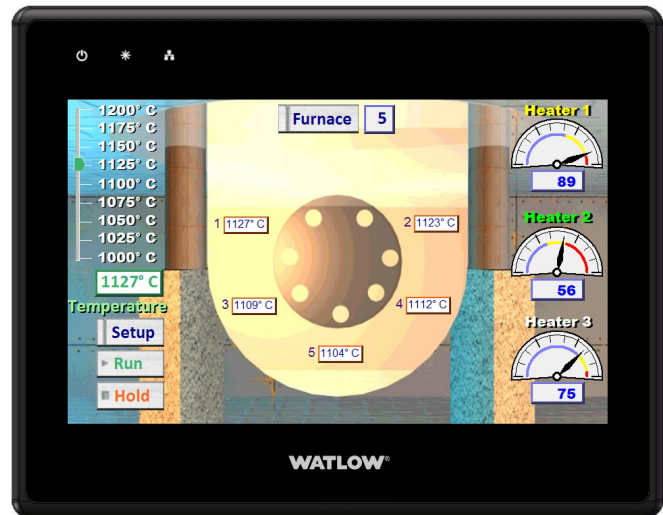 Furnace 5
1200° C
1175° C
1150° C
1125° C
1100° C
1075° C
1050° C
1025° C
1000° C
1127° C
Temperature
Setup
Run
Hold
1 1127° C
2 1123° C
3 1109° C
4 1112° C
5 1104° C
Heater 1
89
Heater 2
56
Heater 3
75
WATLOW®